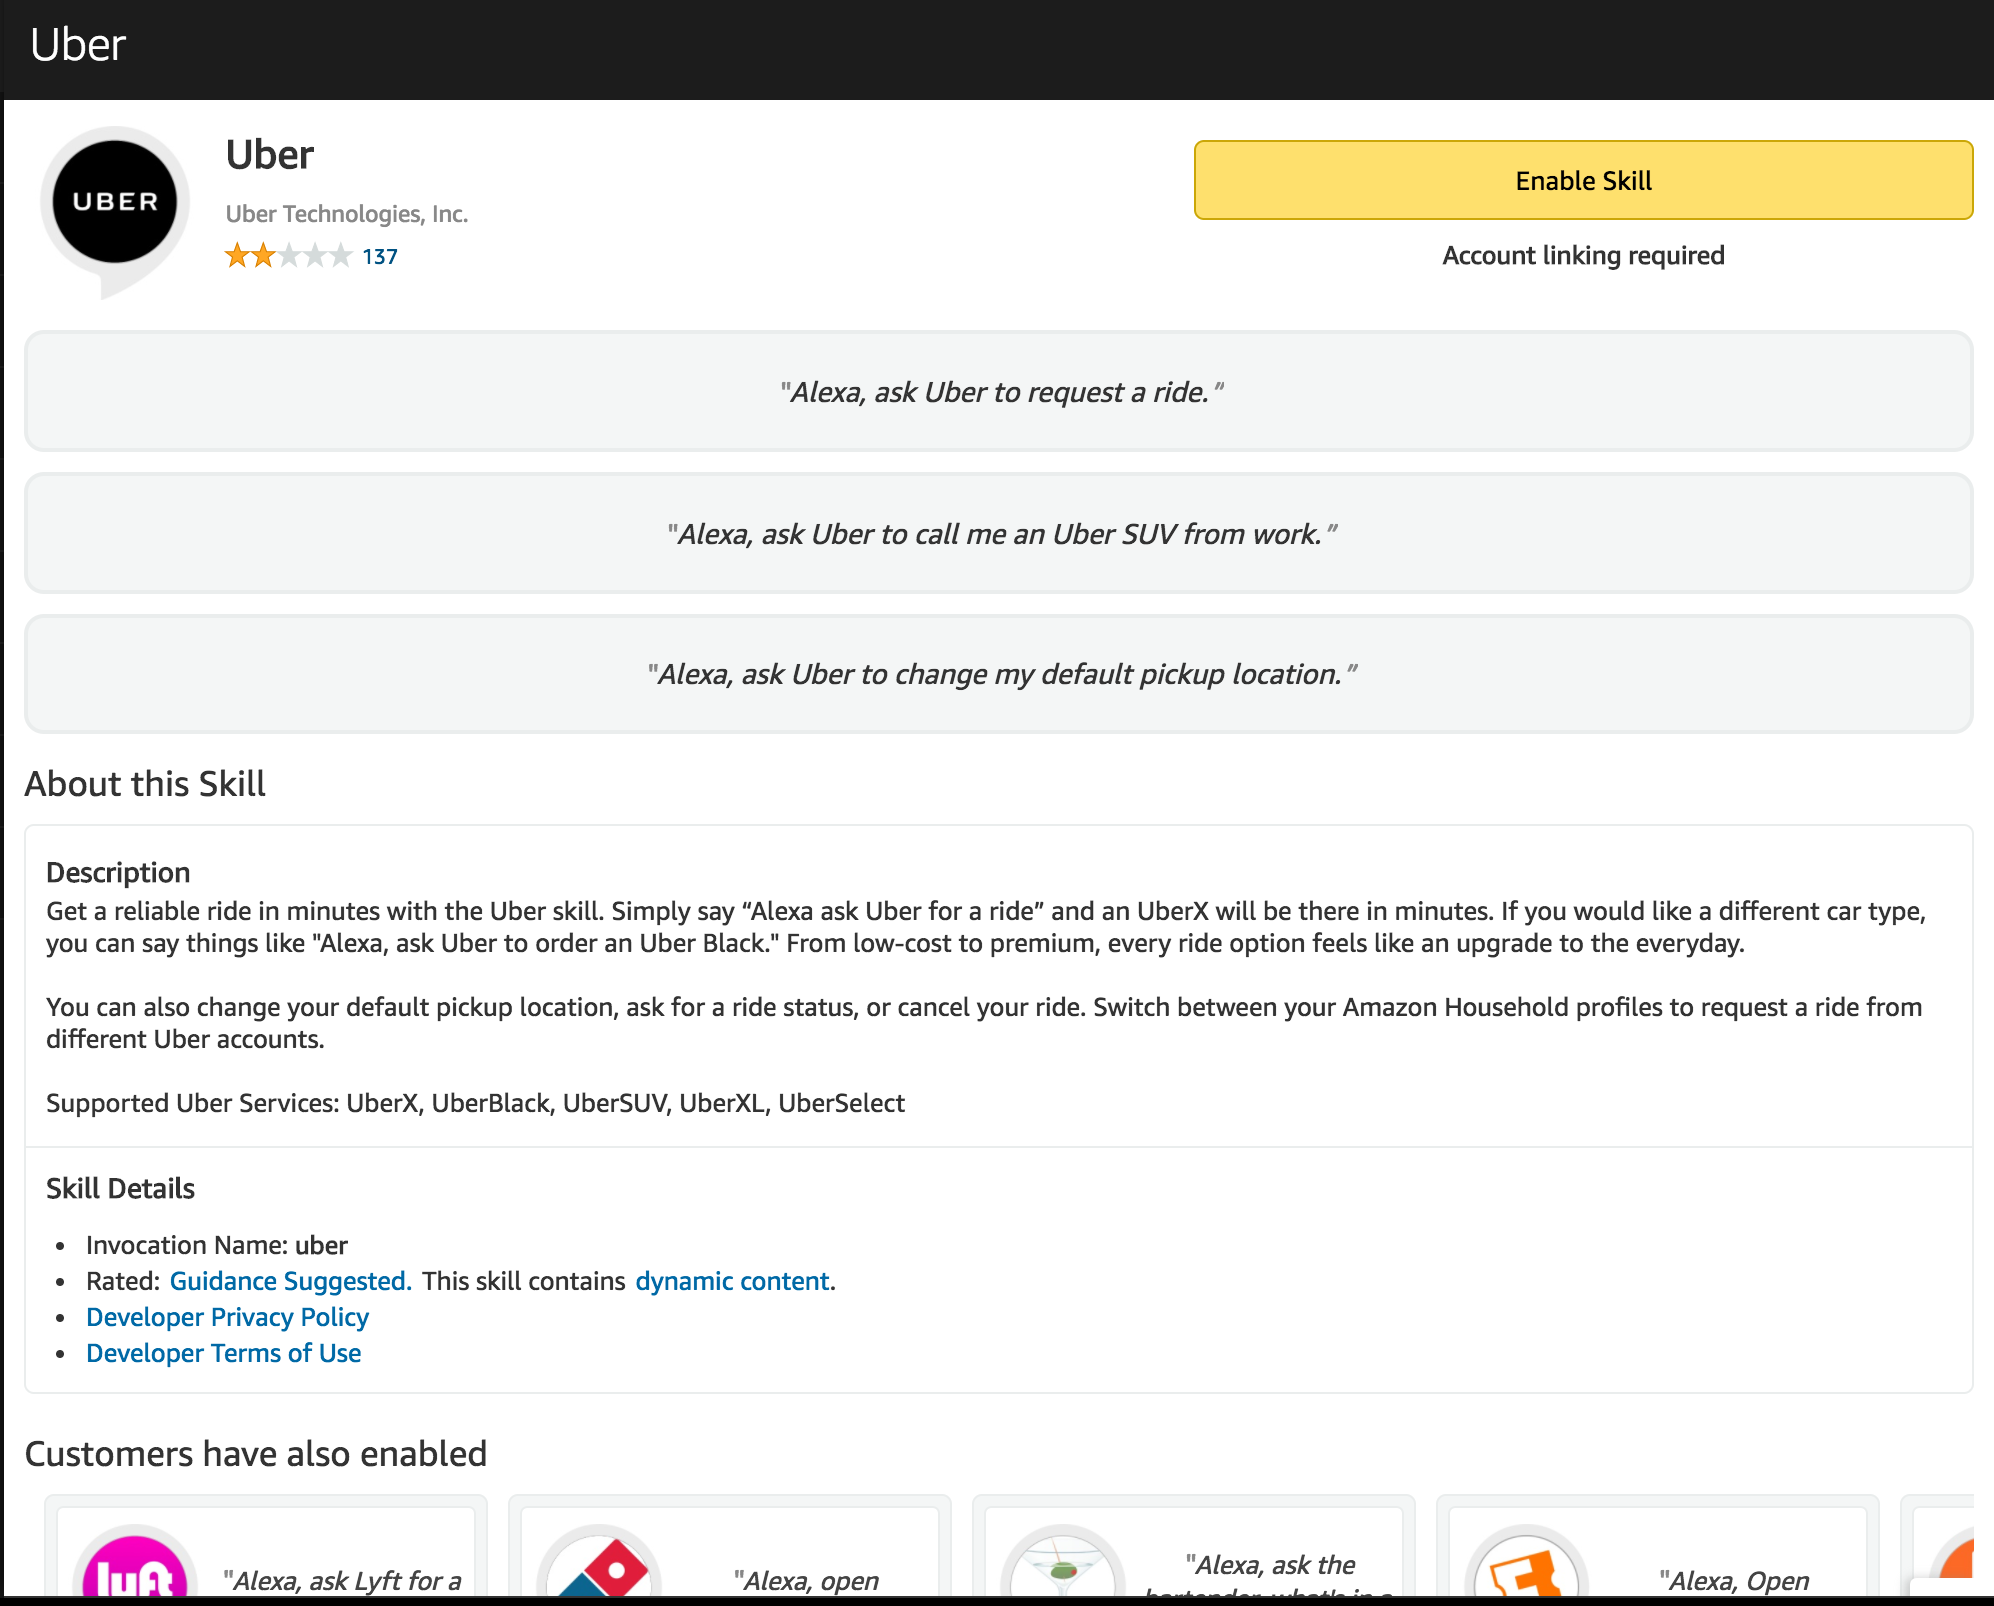 Uber
UBER
Uber
Uber Technologies, Inc.
137
Enable Skill
Account linking required
"Alexa, ask Uber to request a ride.”
"Alexa, ask Uber to call me an Uber SUV from work.”
"Alexa, ask Uber to change my default pickup location.”
About this Skill
Description
Get a reliable ride in minutes with the Uber skill. Simply say “Alexa ask Uber for a ride” and an UberX will be there in minutes. If you would like a different car type,
you can say things like "Alexa, ask Uber to order an Uber Black." From low-cost to premium, every ride option feels like an upgrade to the everyday.
You can also change your default pickup location, ask for a ride status, or cancel your ride. Switch between your Amazon Household profiles to request a ride from
different Uber accounts.
Supported Uber Services: UberX, UberBlack, UberSUV, UberXL, UberSelect
Skill Details
• Invocation Name: uber
• Rated: Guidance Suggested. This skill contains dynamic content.
• Developer Privacy Policy
• Developer Terms of Use
Customers have also enabled
lyft
"Alexa, ask Lyft for a
"Alexa, open
"Alexa, ask the
bartender, what's in a
"Alexa, Open